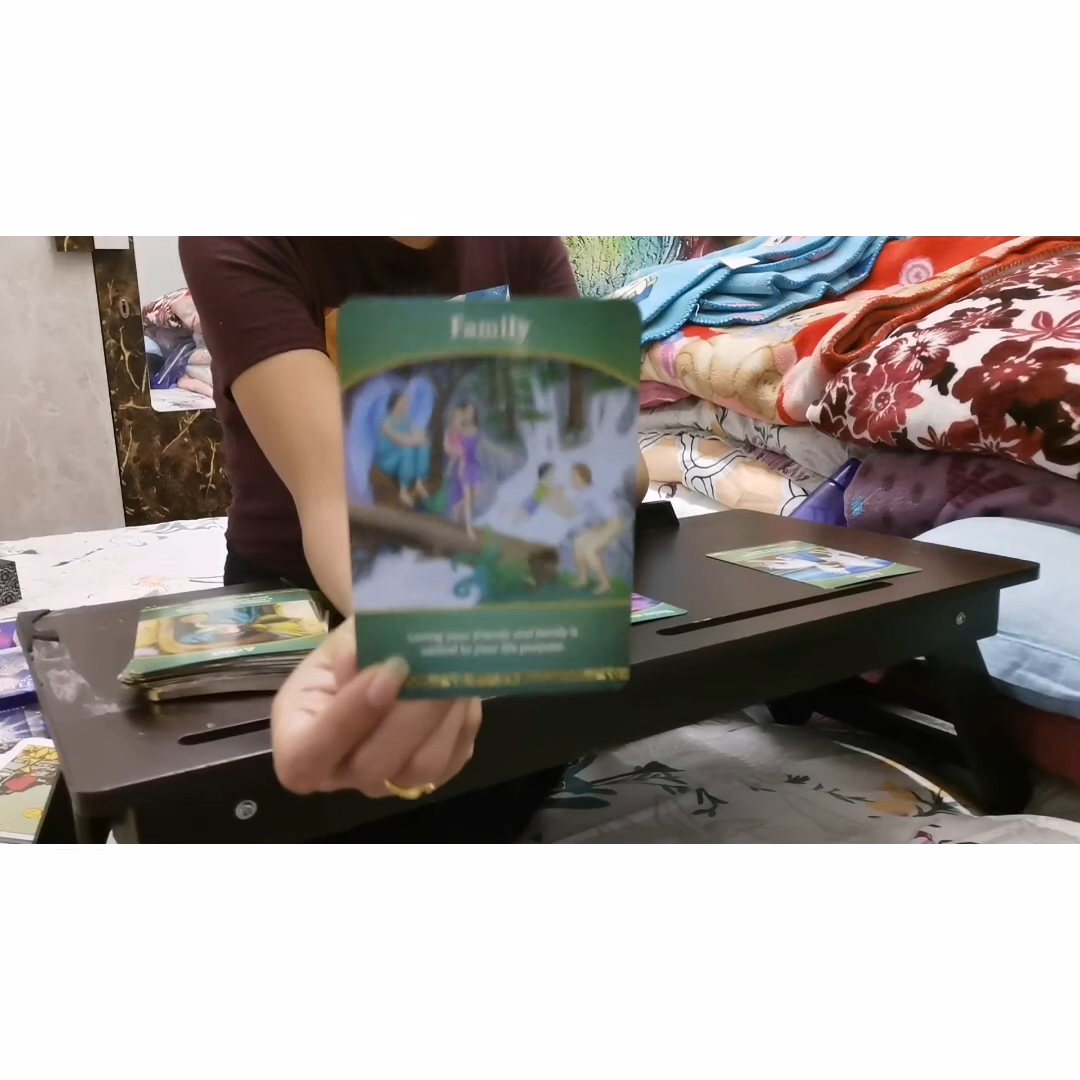 Family
Loving your friends and family is
central to your life purpose.